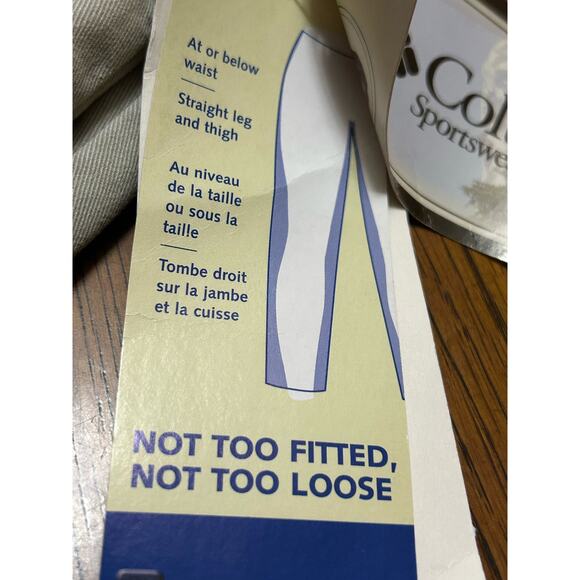 At or below
waist
Straight leg
and thigh
Au niveau
de la taille
ou sous la
taille
Tombe droit
sur la jambe
et la cuisse
NOT TOO FITTED,
NOT TOO LOOSE